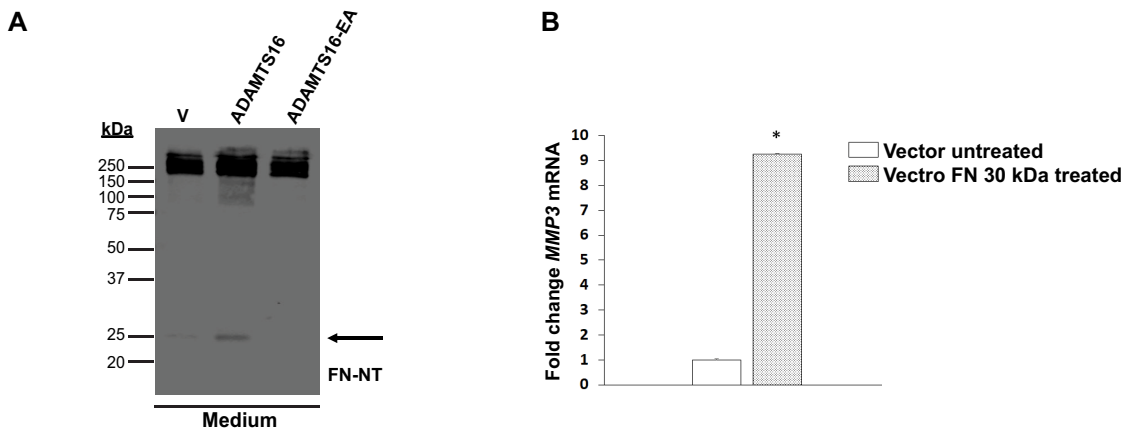 A
V
ADAMTS16
ADAMTS16-EA
kDa
250
150
100
75
50
37
25
20
FN-NT
Medium
B
Fold change MMP3 mRNA
10
9
8
7
6
5
4
3
2
1
0
*
Vector untreated
Vectro FN 30 kDa treated